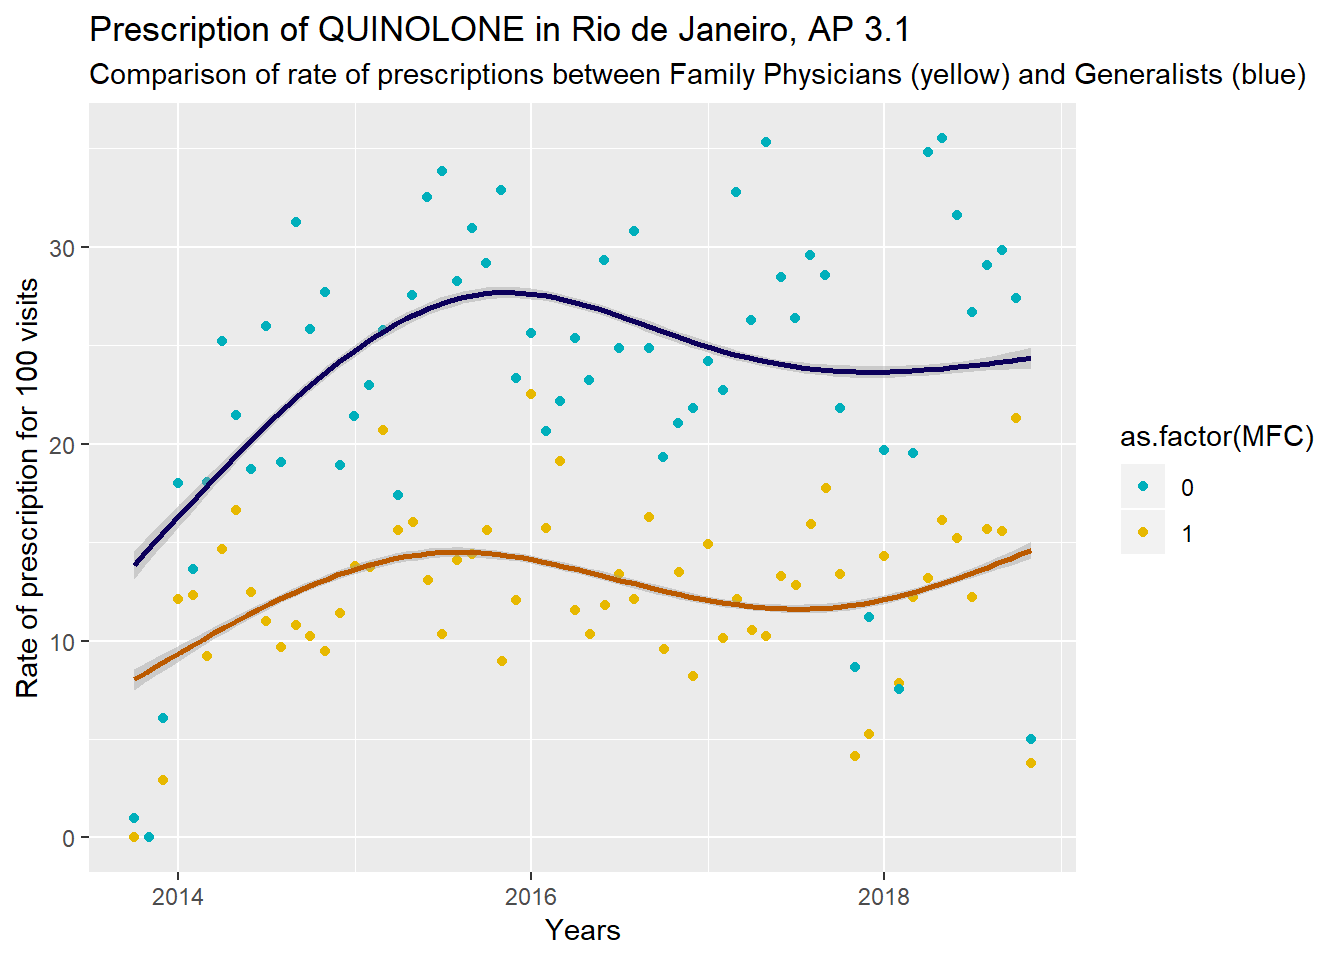 Prescription of QUINOLONE in Rio de Janeiro, AP 3.1
Comparison of rate of prescriptions between Family Physicians (yellow) and Generalists (blue)
Rate of prescription for 100 visits
30
20
10
0
2014
2016
2018
Years
as.factor(MFC)
0
1